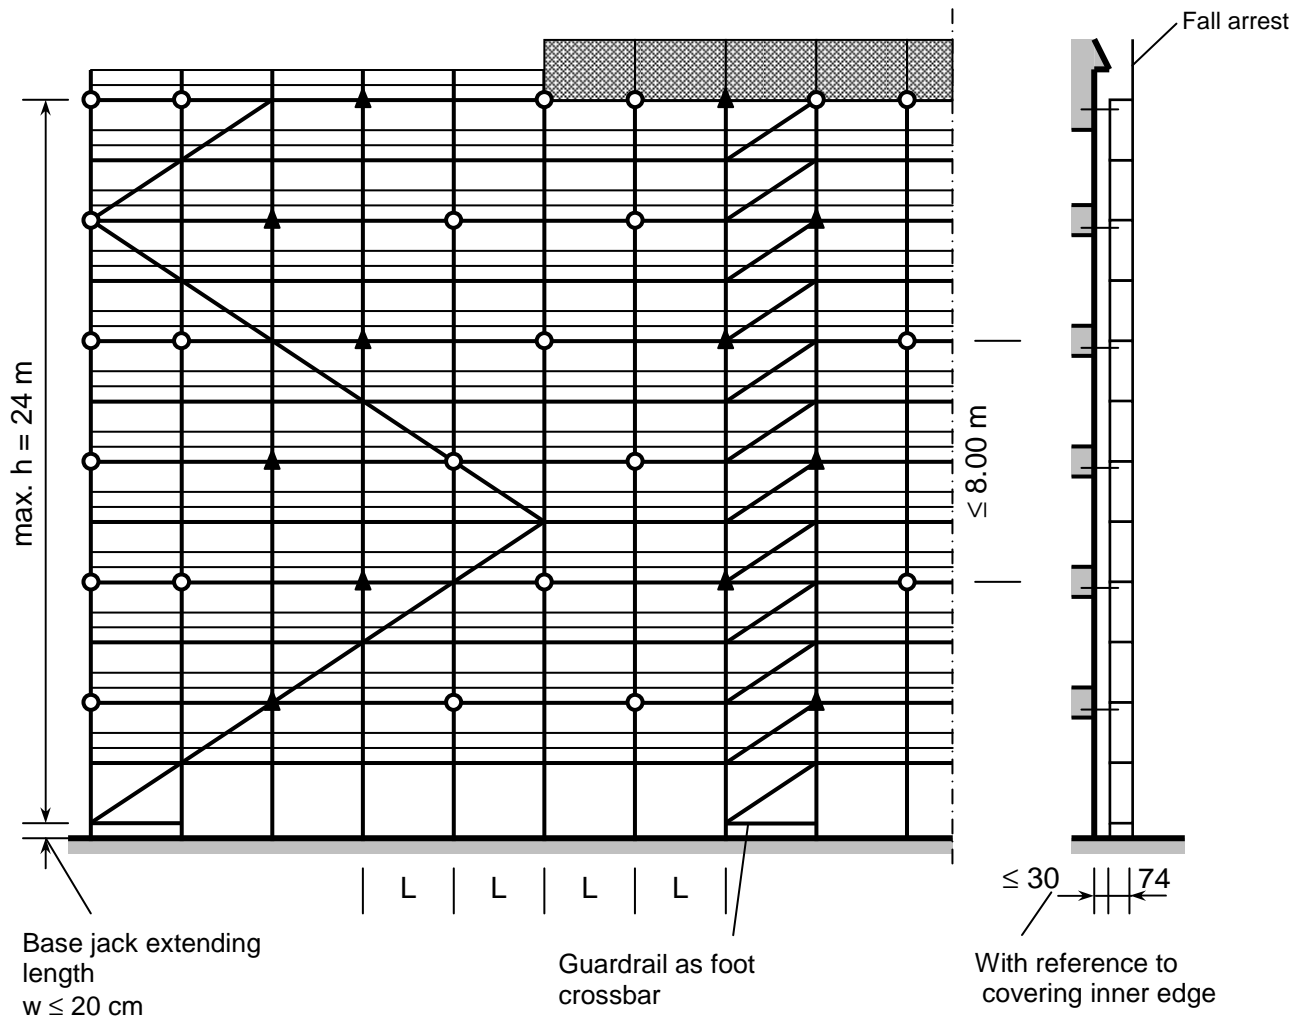 Fall arrest
max. h = 24 m
≤ 8.00 m
L L L L
≤ 30 74
Base jack extending
length
w ≤ 20 cm
Guardrail as foot
crossbar
With reference to
covering inner edge